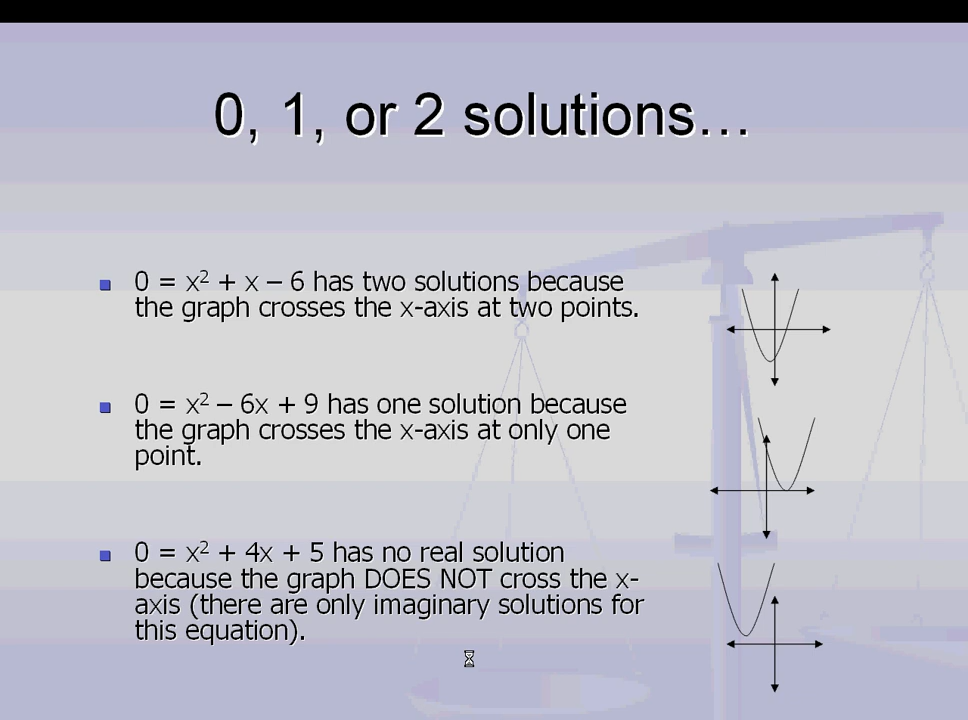 0, 1, or 2 solutions…
0 = x² + x – 6 has two solutions because
the graph crosses the x-axis at two points.
0 = x² – 6x + 9 has one solution because
the graph crosses the x-axis at only one
point.
0 = x² + 4x + 5 has no real solution
because the graph DOES NOT cross the x-
axis (there are only imaginary solutions for
this equation).